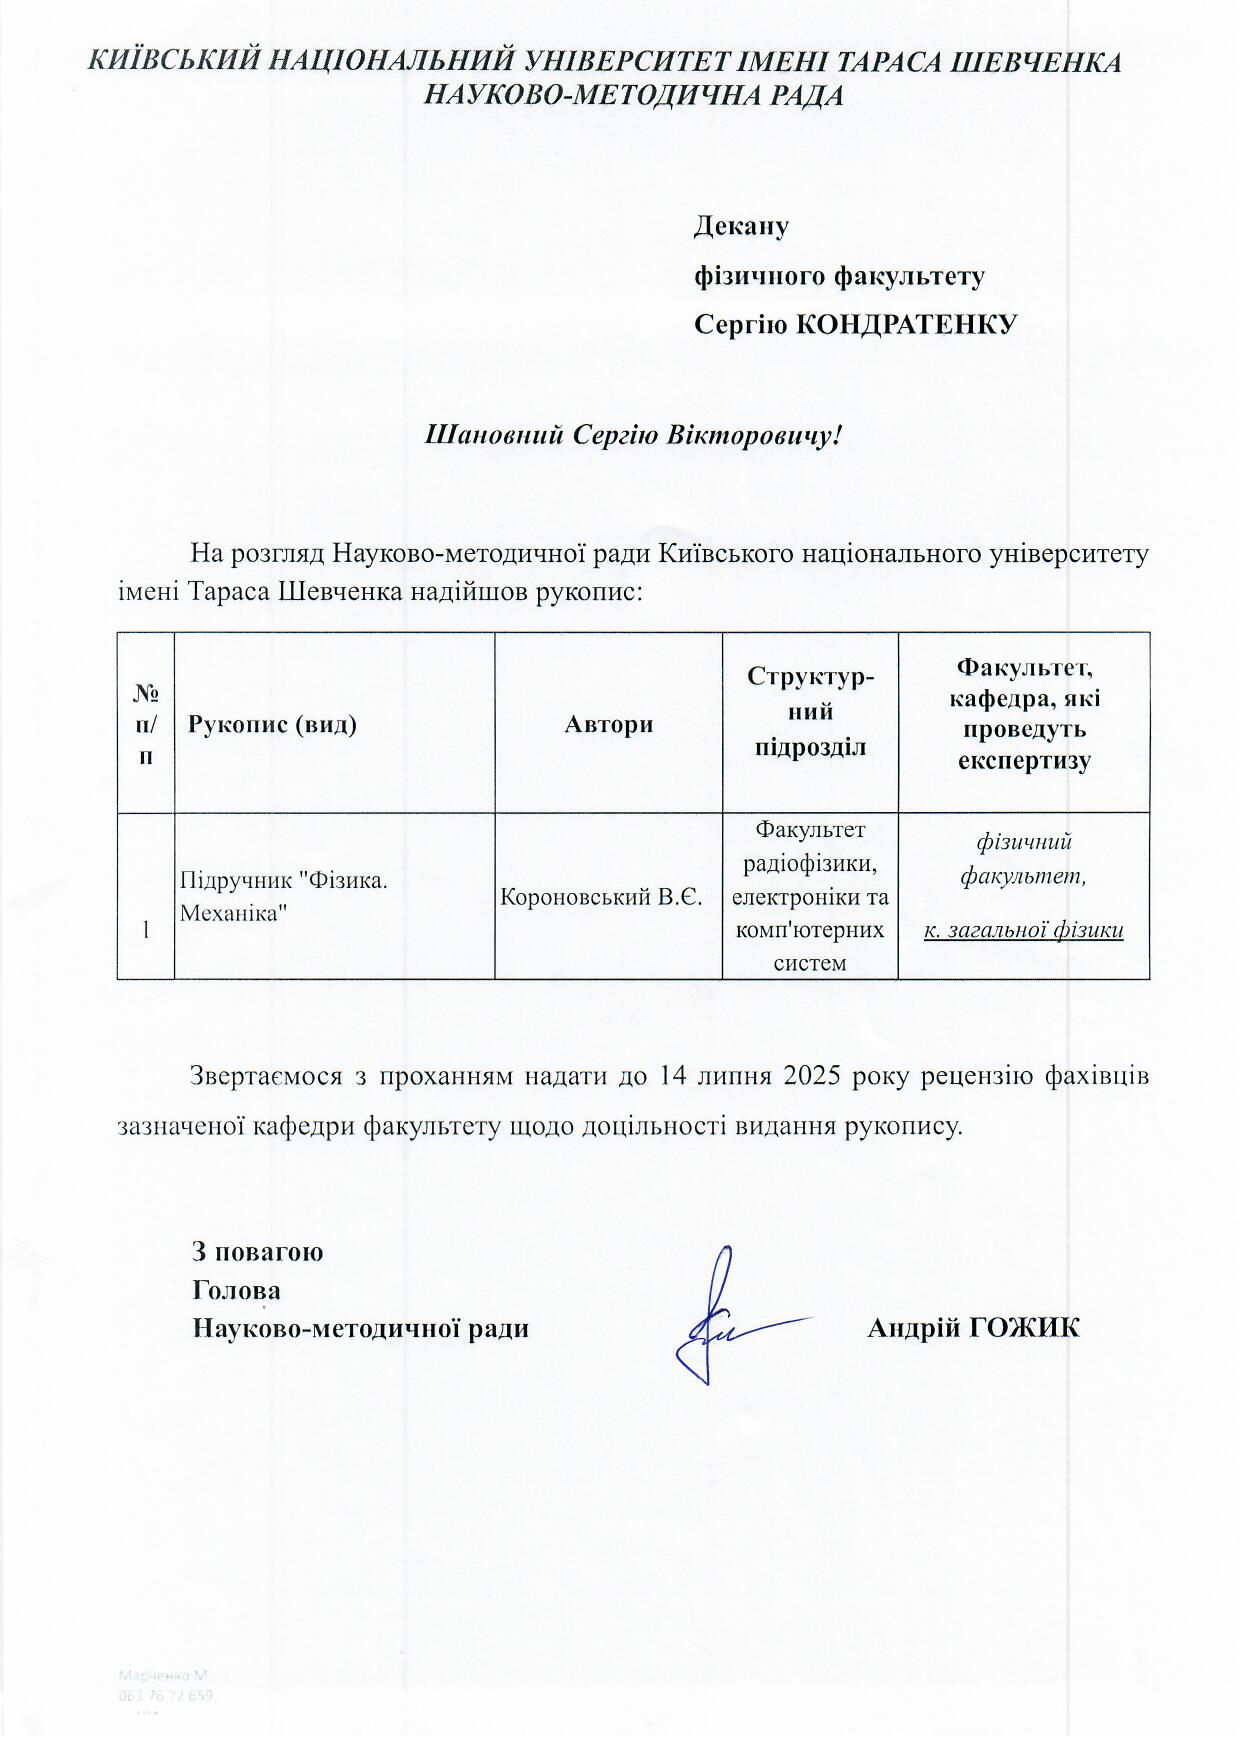 КИЇВСЬКИЙ НАЦІОНАЛЬНИЙ УНІВЕРСИТЕТ ІМЕНІ ТАРАСА ШЕВЧЕНКА
НАУКОВО-МЕТОДИЧНА РАДА
Декану
фізичного факультету
Сергію КОНДРАТЕНКУ
Шановний Сергію Вікторовичу!
На розгляд Науково-методичної ради Київського національного університету
імені Тараса Шевченка надійшов рукопис:
№
п/
п
Рукопис (вид)
Автори
Структур-
ний
підрозділ
Факультет,
кафедра, які
проведуть
експертизу
1
Підручник "Фізика.
Механіка"
Короновський В.Є.
Факультет
радіофізики,
електроніки та
комп'ютерних
систем
фізичний
факультет,
к. загальної фізики
Звертаємося з проханням надати до 14 липня 2025 року рецензію фахівців
зазначеної кафедри факультету щодо доцільності видання рукопису.
З повагою
Голова
Науково-методичної ради
Андрій ГОЖИК
Марченко М.
063 76 72 659